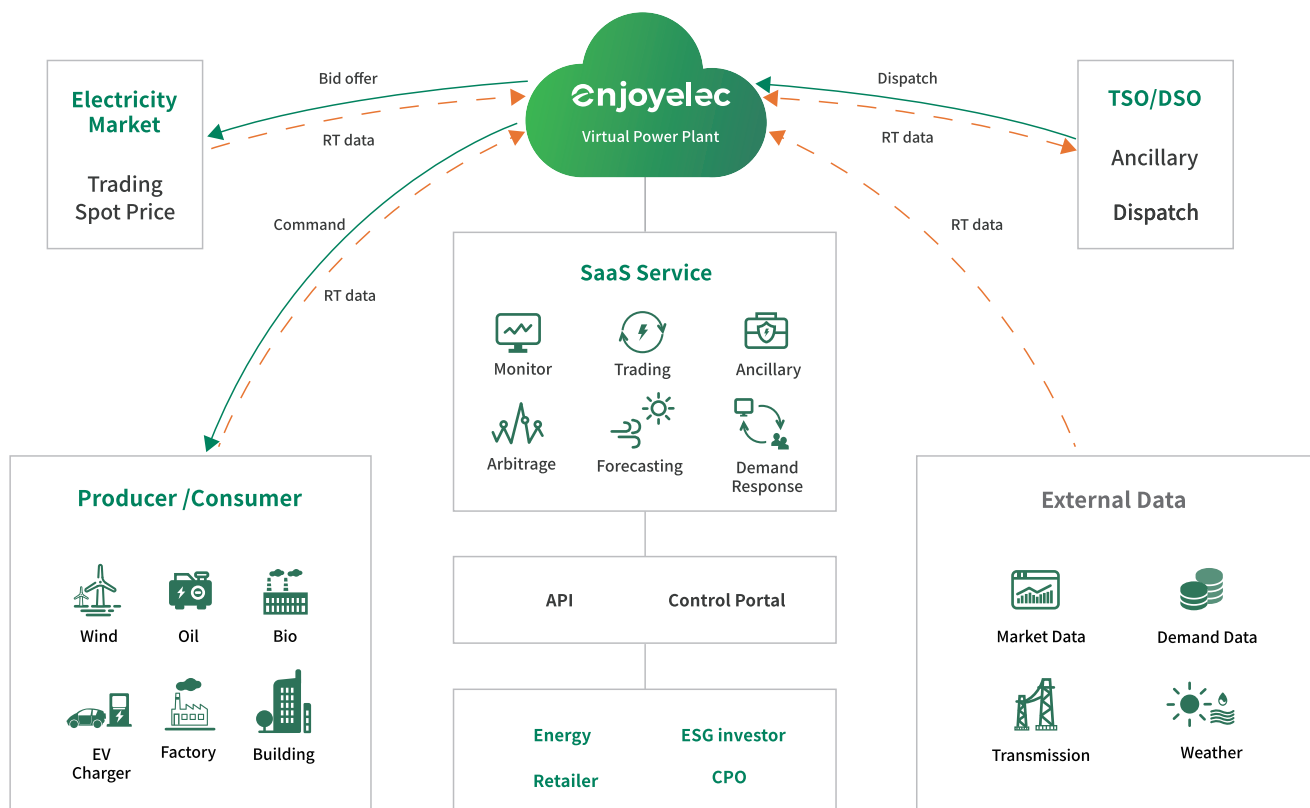 enjoyelec
Virtual Power Plant
Electricity
Market
Trading
Spot Price
Bid offer
RT data
Command
RT data
Dispatch
RT data
RT data
TSO/DSO
Ancillary
Dispatch
SaaS Service
Monitor
Trading
Ancillary
Arbitrage
Forecasting
Demand
Response
API
Control Portal
Energy
ESG investor
Retailer
CPO
Producer /Consumer
Wind
Oil
Bio
EV
Charger
Factory
Building
External Data
Market Data
Demand Data
Transmission
Weather